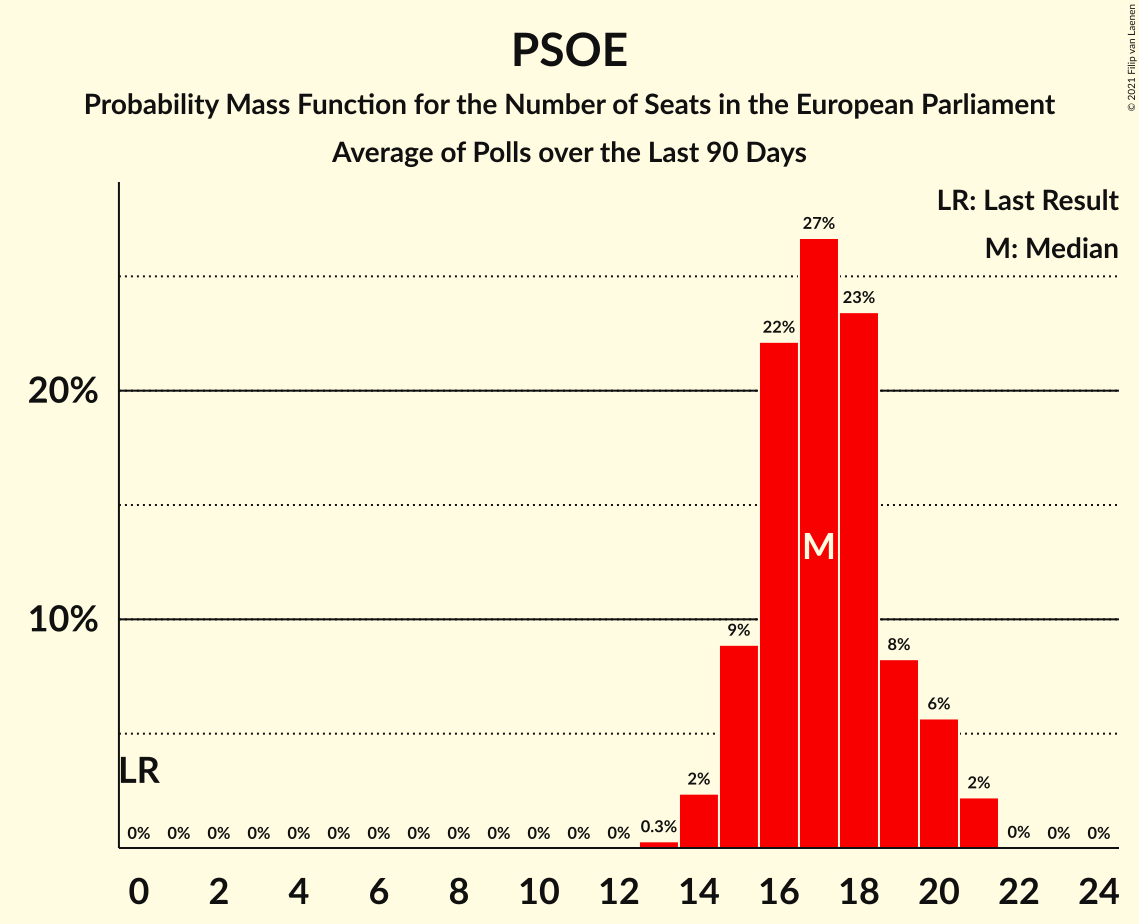 PSOE
Probability Mass Function for the Number of Seats in the European Parliament
Average of Polls over the Last 90 Days
© 2021 Filip van Laenen
LR: Last Result
M: Median
27%
23%
22%
20%
M
10%
9%
8%
6%
LR
2%
2%
0% 0% 0% 0% 0% 0% 0% 0% 0% 0% 0% 0% 0% 0.3% 0% 0% 0%
0 2 4 6 8 10 12 14 16 18 20 22 24